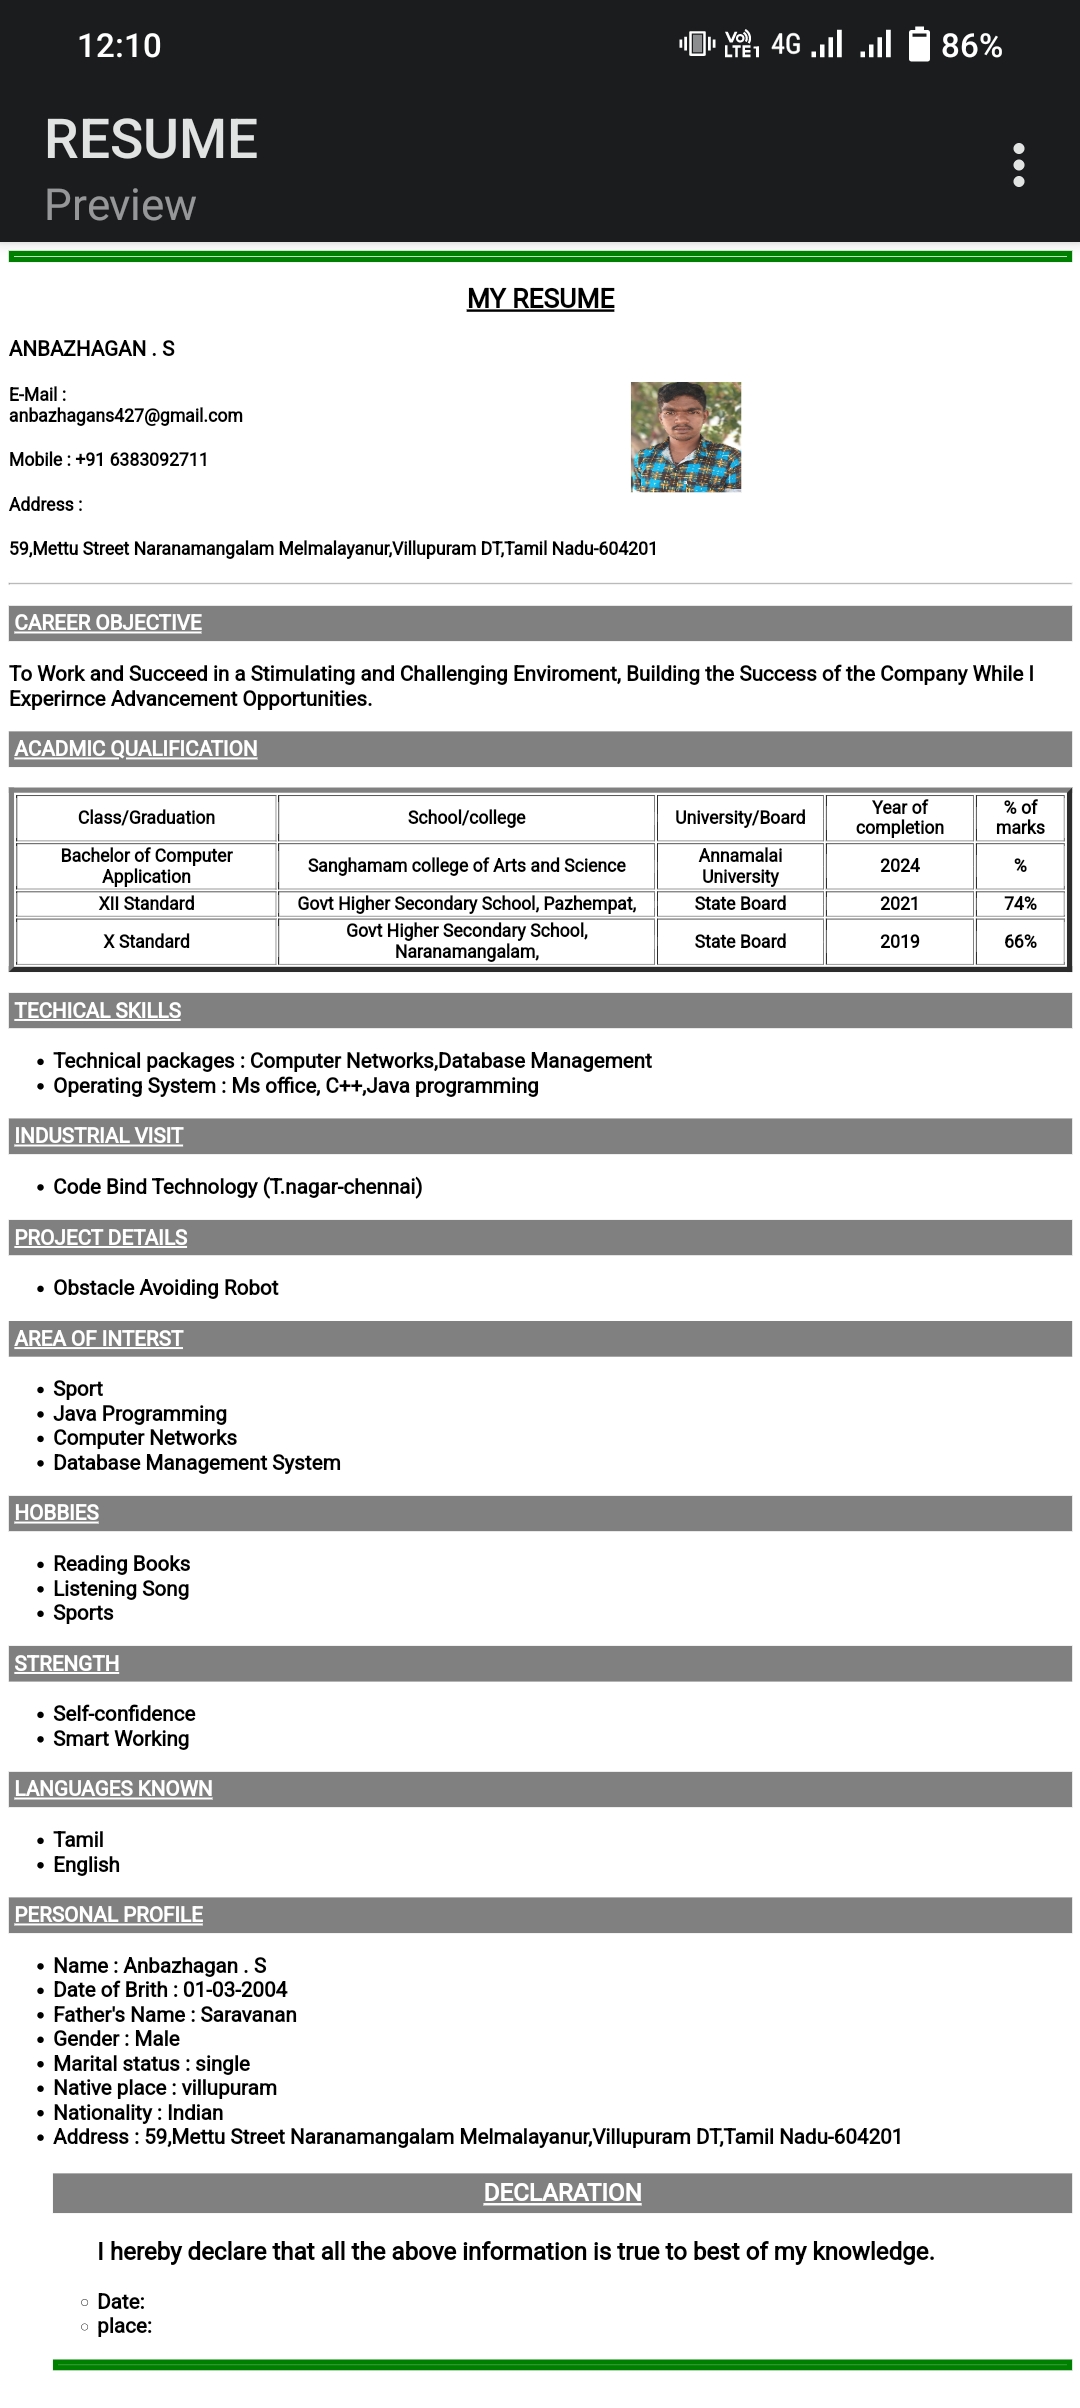 12:10
Vo)) LTE1 4G 86%
RESUME
Preview
MY RESUME
ANBAZHAGAN . S
E-Mail :
anbazhagans427@gmail.com
Mobile : +91 6383092711
Address :
59,Mettu Street Naranamangalam Melmalayanur,Villupuram DT,Tamil Nadu-604201
CAREER OBJECTIVE
To Work and Succeed in a Stimulating and Challenging Enviroment, Building the Success of the Company While I
Experirnce Advancement Opportunities.
ACADMIC QUALIFICATION
Class/Graduation School/college University/Board Year of completion % of marks
Bachelor of Computer Application Sanghamam college of Arts and Science Annamalai University 2024 %
XII Standard Govt Higher Secondary School, Pazhempat, State Board 2021 74%
X Standard Govt Higher Secondary School, Naranamangalam, State Board 2019 66%
TECHICAL SKILLS
• Technical packages : Computer Networks,Database Management
• Operating System : Ms office, C++,Java programming
INDUSTRIAL VISIT
• Code Bind Technology (T.nagar-chennai)
PROJECT DETAILS
• Obstacle Avoiding Robot
AREA OF INTERST
• Sport
• Java Programming
• Computer Networks
• Database Management System
HOBBIES
• Reading Books
• Listening Song
• Sports
STRENGTH
• Self-confidence
• Smart Working
LANGUAGES KNOWN
• Tamil
• English
PERSONAL PROFILE
• Name : Anbazhagan . S
• Date of Brith : 01-03-2004
• Father's Name : Saravanan
• Gender : Male
• Marital status : single
• Native place : villupuram
• Nationality : Indian
• Address : 59,Mettu Street Naranamangalam Melmalayanur,Villupuram DT,Tamil Nadu-604201
DECLARATION
I hereby declare that all the above information is true to best of my knowledge.
○ Date:
○ place: